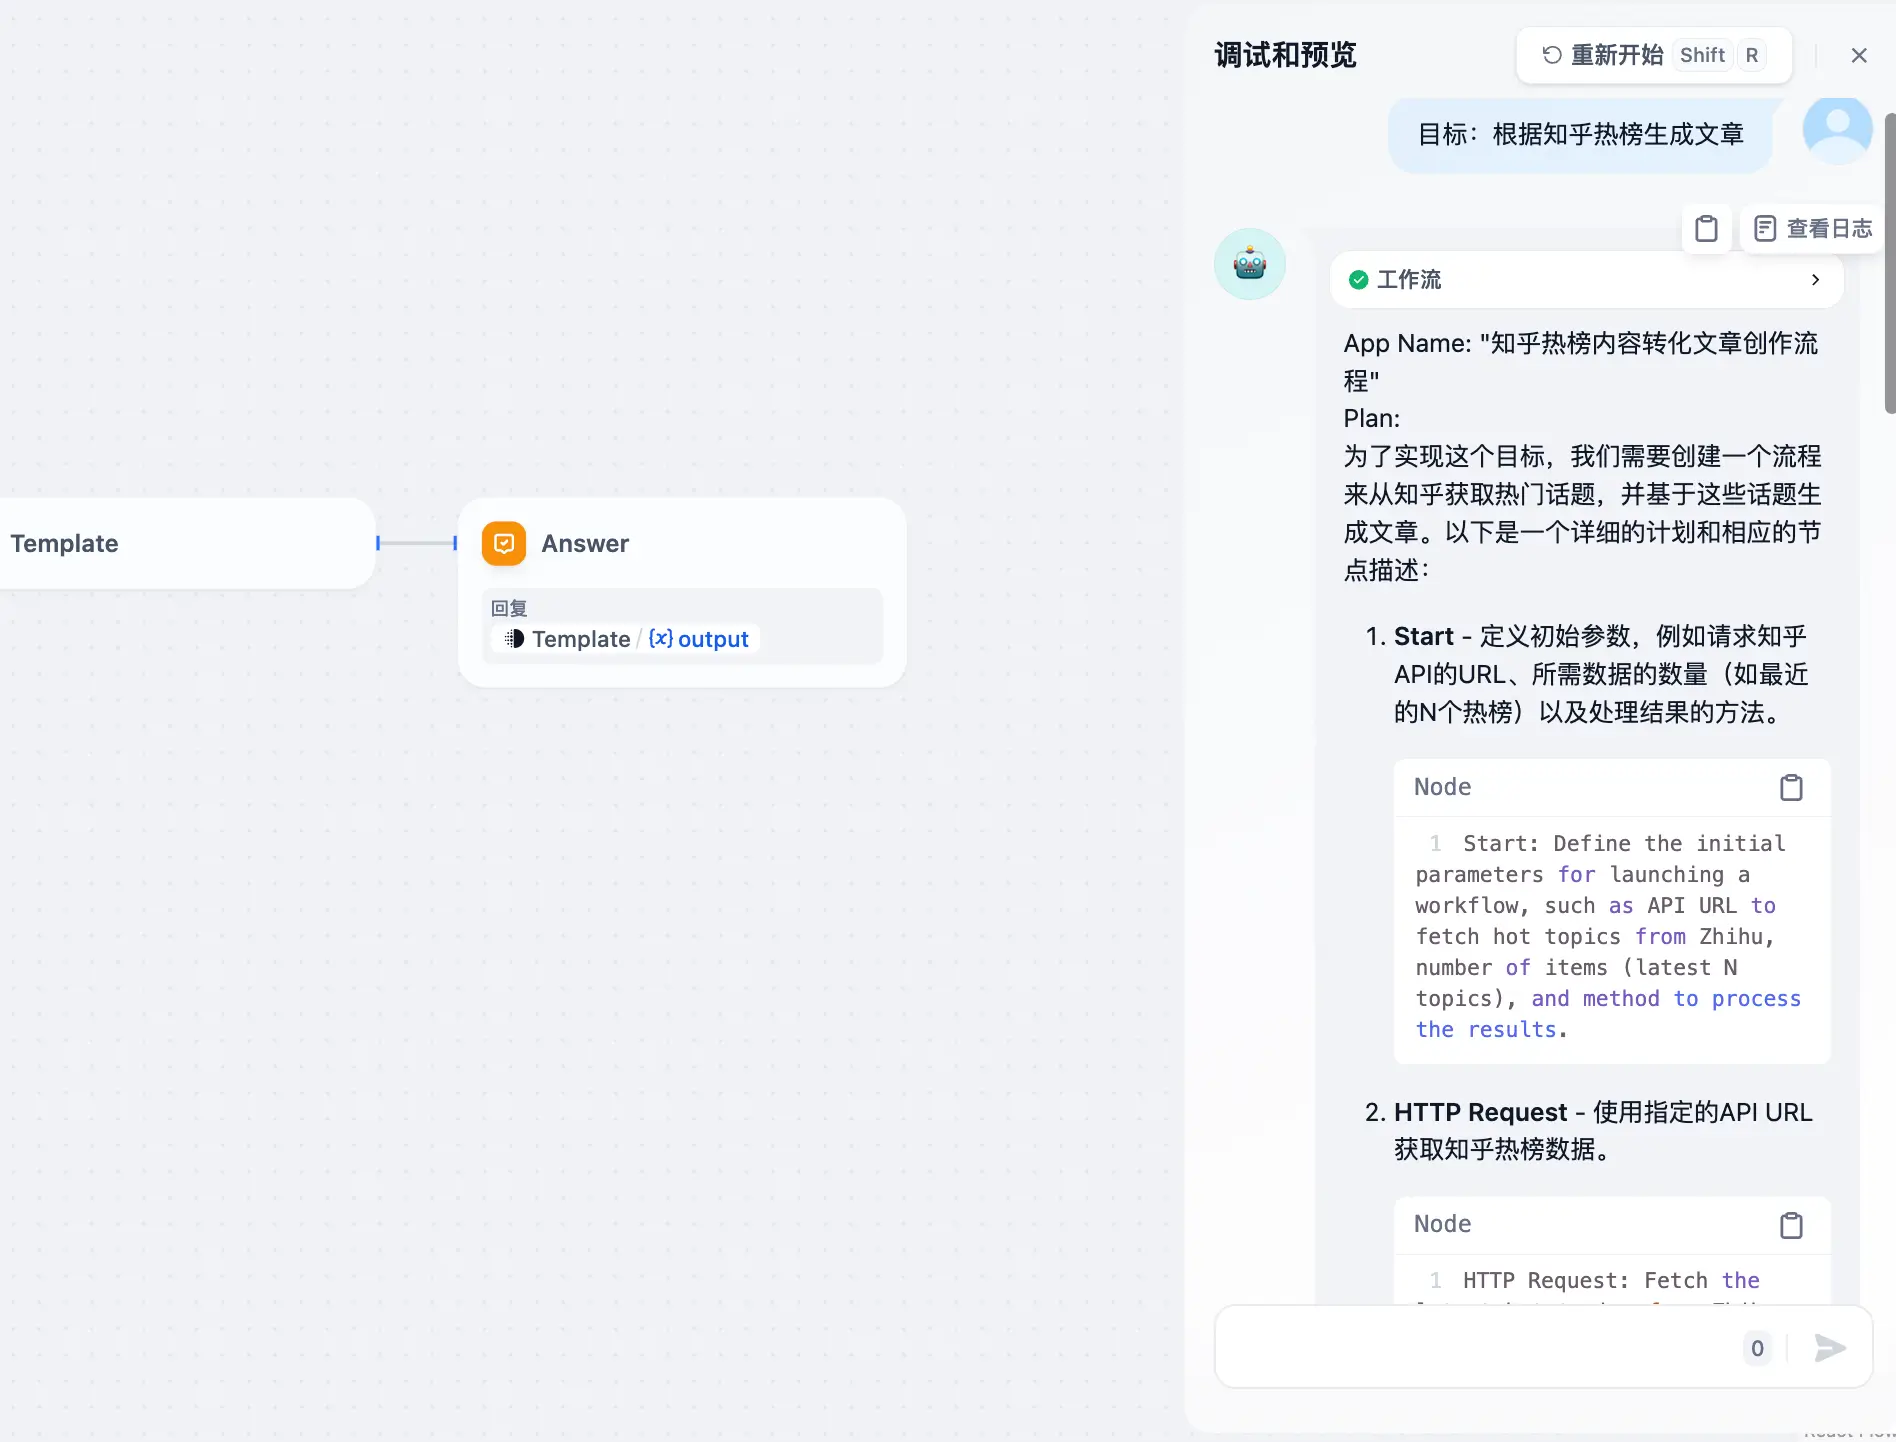 Template
Answer
回复
Template / {x} output
调试和预览
重新开始 Shift R
目标：根据知乎热榜生成文章
查看日志
工作流
App Name: "知乎热榜内容转化文章创作流
程"
Plan:
为了实现这个目标，我们需要创建一个流程
来从知乎获取热门话题，并基于这些话题生
成文章。以下是一个详细的计划和相应的节
点描述：
1. Start - 定义初始参数，例如请求知乎
API的URL、所需数据的数量（如最近
的N个热榜）以及处理结果的方法。
Node
1 Start: Define the initial
parameters for launching a
workflow, such as API URL to
fetch hot topics from Zhihu,
number of items (latest N
topics), and method to process
the results.
2. HTTP Request - 使用指定的API URL
获取知乎热榜数据。
Node
1 HTTP Request: Fetch the
0